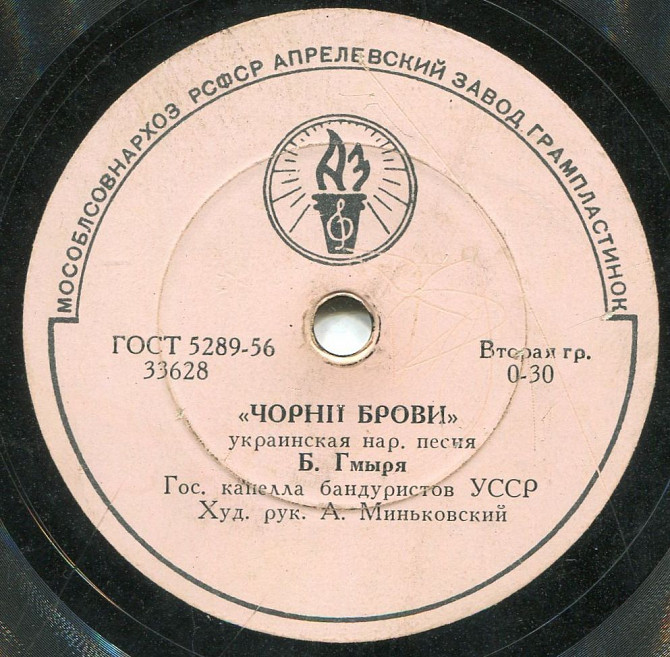 МОСОБЛСОВНАРХОЗ РСФСР АПРЕЛЕВСКИЙ ЗАВОД ГРАМПЛАСТИНОК
АЗ
ГОСТ 5289-56
33628
Вторая гр.
0-30
«ЧОРНІЇ БРОВИ»
украинская нар. песня
Б. Гмыря
Гос. капелла бандуристов УССР
Худ. рук. А. Миньковский